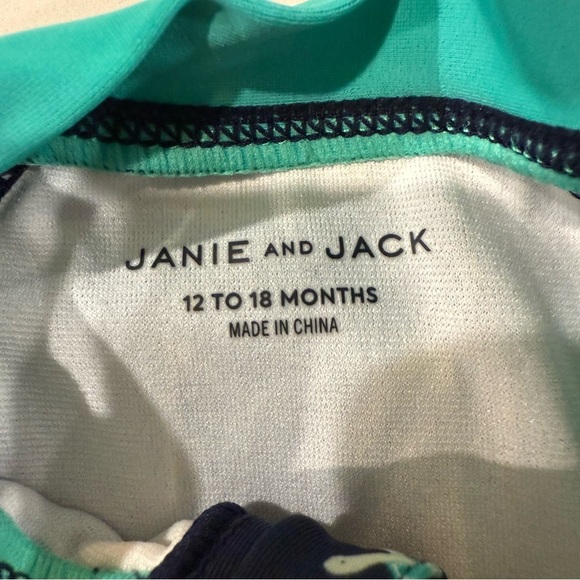 JANIE AND JACK
12 TO 18 MONTHS
MADE IN CHINA